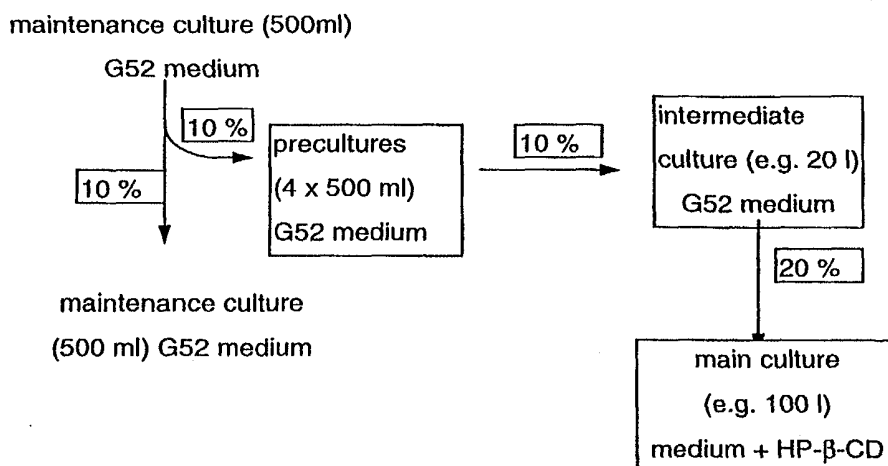 maintenance culture (500ml)
G52 medium
10 %
10 %
precultures
(4 x 500 ml)
G52 medium
10 %
intermediate
culture (e.g. 20 l)
G52 medium
20 %
maintenance culture
(500 ml) G52 medium
main culture
(e.g. 100 l)
medium + HP-β-CD